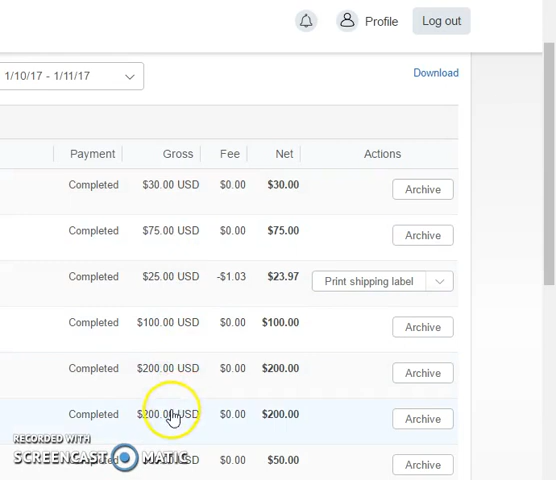 Profile Log out
1/10/17 - 1/11/17 Download
Payment Gross Fee Net Actions
Completed $30.00 USD $0.00 $30.00 Archive
Completed $75.00 USD $0.00 $75.00 Archive
Completed $25.00 USD -$1.03 $23.97 Print shipping label
Completed $100.00 USD $0.00 $100.00 Archive
Completed $200.00 USD $0.00 $200.00 Archive
Completed $200.00 USD $0.00 $200.00 Archive
USD $0.00 $50.00 Archive
RECORDED WITH
SCREENCAST MATIC